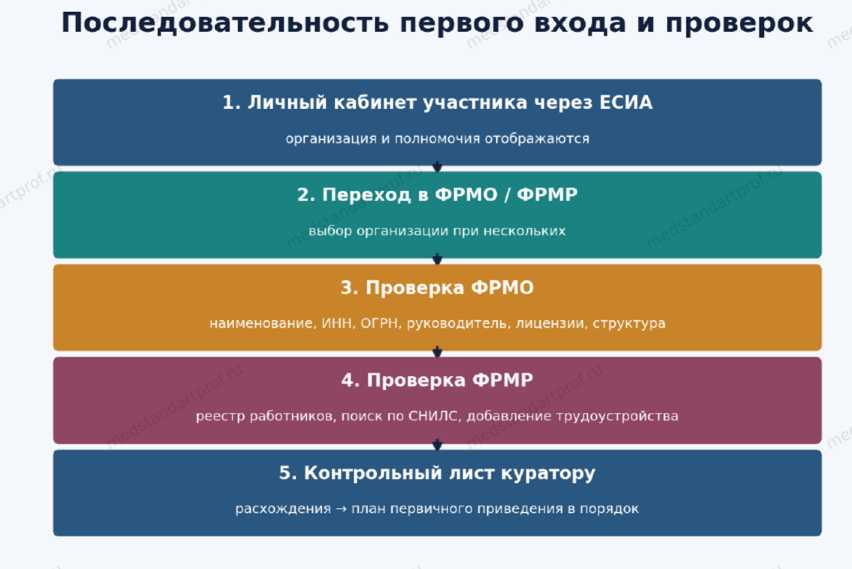 Последовательность первого входа и проверок
1. Личный кабинет участника через ЕСИА
организация и полномочия отображаются
2. Переход в ФРМО / ФРМР
выбор организации при нескольких
3. Проверка ФРМО
наименование, ИНН, ОГРН, руководитель, лицензии, структура
4. Проверка ФРМР
реестр работников, поиск по СНИЛС, добавление трудоустройства
5. Контрольный лист куратору
расхождения → план первичного приведения в порядок
medstandartprof.ru